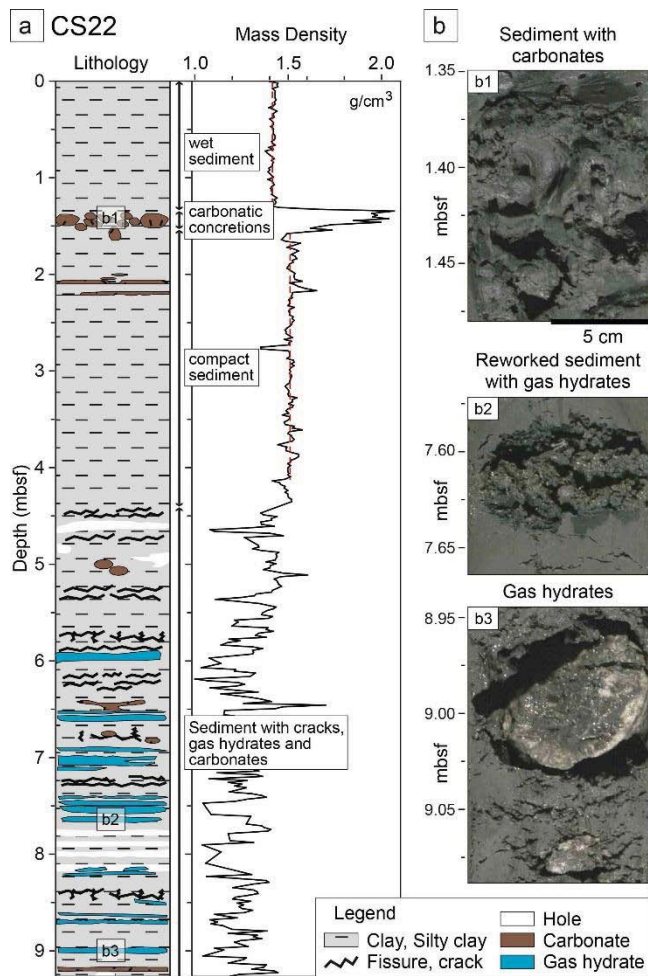 a CS22
Lithology
Mass Density
1.0 1.5 2.0
g/cm³
0
1
2
3
4
5
6
7
8
9
Depth (mbsf)
wet
sediment
carbonatic
concretions
compact
sediment
Sediment with cracks,
gas hydrates and
carbonates
b1
b2
b3
b
Sediment with
carbonates
1.35
b1
1.40
mbsf
1.45
5 cm
Reworked sediment
with gas hydrates
b2
7.60
mbsf
7.65
Gas hydrates
8.95
b3
9.00
mbsf
9.05
Legend
Clay, Silty clay
Fissure, crack
Hole
Carbonate
Gas hydrate